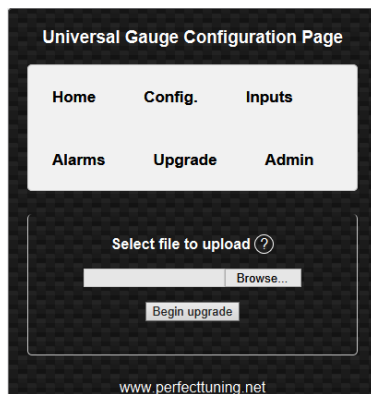 Universal Gauge Configuration Page
Home Config. Inputs
Alarms Upgrade Admin
Select file to upload ?
Browse...
Begin upgrade
www.perfecttuning.net